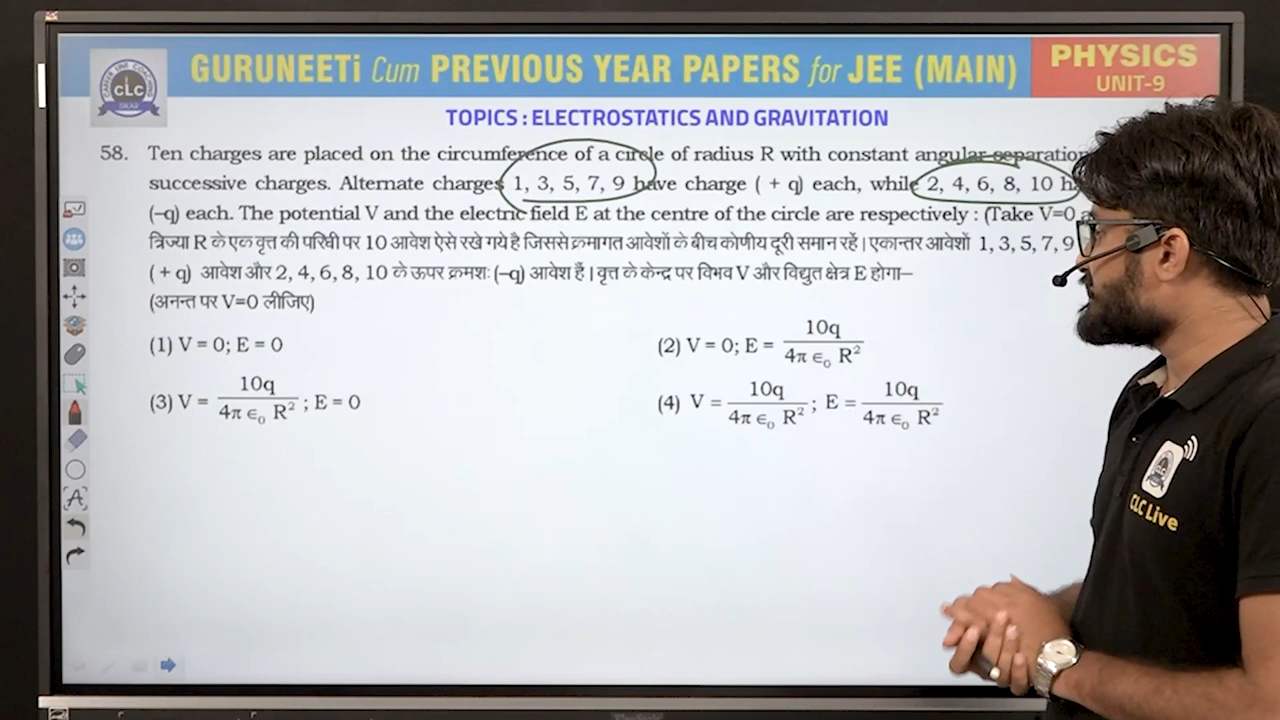 GURUNEETi Cum PREVIOUS YEAR PAPERS for JEE (MAIN)
PHYSICS
UNIT-9
CLC
SIKAR
TOPICS : ELECTROSTATICS AND GRAVITATION
58. Ten charges are placed on the circumference of a circle of radius R with constant angular separation
successive charges. Alternate charges 1, 3, 5, 7, 9 have charge ( + q) each, while 2, 4, 6, 8, 10
(–q) each. The potential V and the electric field E at the centre of the circle are respectively : (Take V=0
त्रिज्या R के एक वृत्त की परिघी पर 10 आवेश ऐसे रखे गये है जिससे क्रमागत आवेशों के बीच कोणीय दूरी समान रहें। एकान्तर आवेशों 1, 3, 5, 7, 9
( + q) आवेश और 2, 4, 6, 8, 10 के ऊपर क्रमशः (–q) आवेश हैं। वृत्त के केन्द्र पर विभव V और विद्युत क्षेत्र E होगा–
(अनन्त पर V=0 लीजिए)
(1) V = 0; E = 0
(2) V = 0; E = 10q / 4π ∈₀ R²
(3) V = 10q / 4π ∈₀ R² ; E = 0
(4) V = 10q / 4π ∈₀ R² ; E = 10q / 4π ∈₀ R²
CLC Live